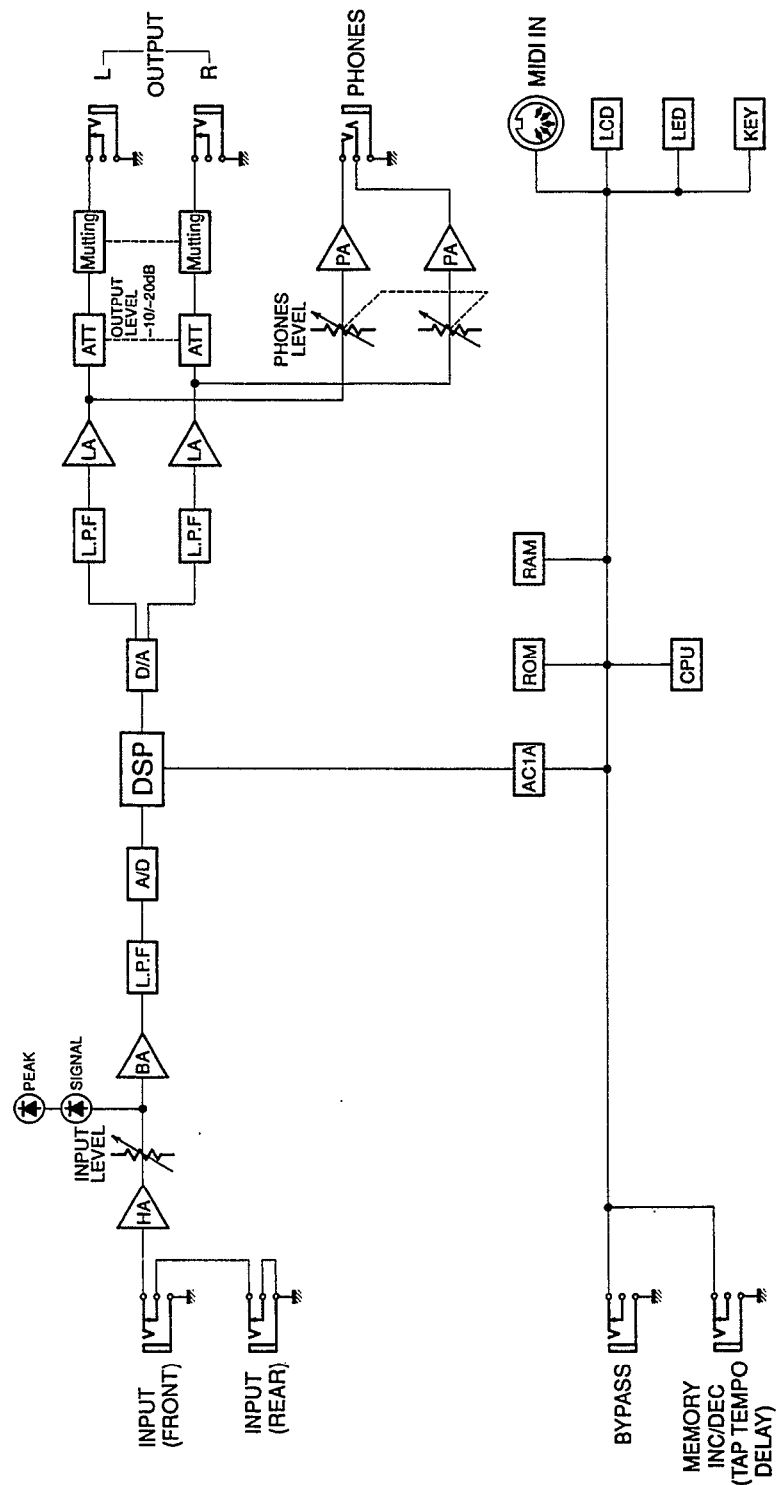 INPUT
(FRONT)
INPUT
(REAR)
HA
INPUT
LEVEL
PEAK
SIGNAL
BA
L.P.F
A/D
DSP
D/A
L.P.F
L.P.F
LA
LA
ATT
OUTPUT
LEVEL
-10/-20dB
ATT
Mutting
Mutting
L
OUTPUT
R
PHONES
LEVEL
PA
PA
PHONES
BYPASS
MEMORY
INC/DEC
(TAP TEMPO
DELAY)
AC1A
ROM
RAM
CPU
MIDI IN
LCD
LED
KEY